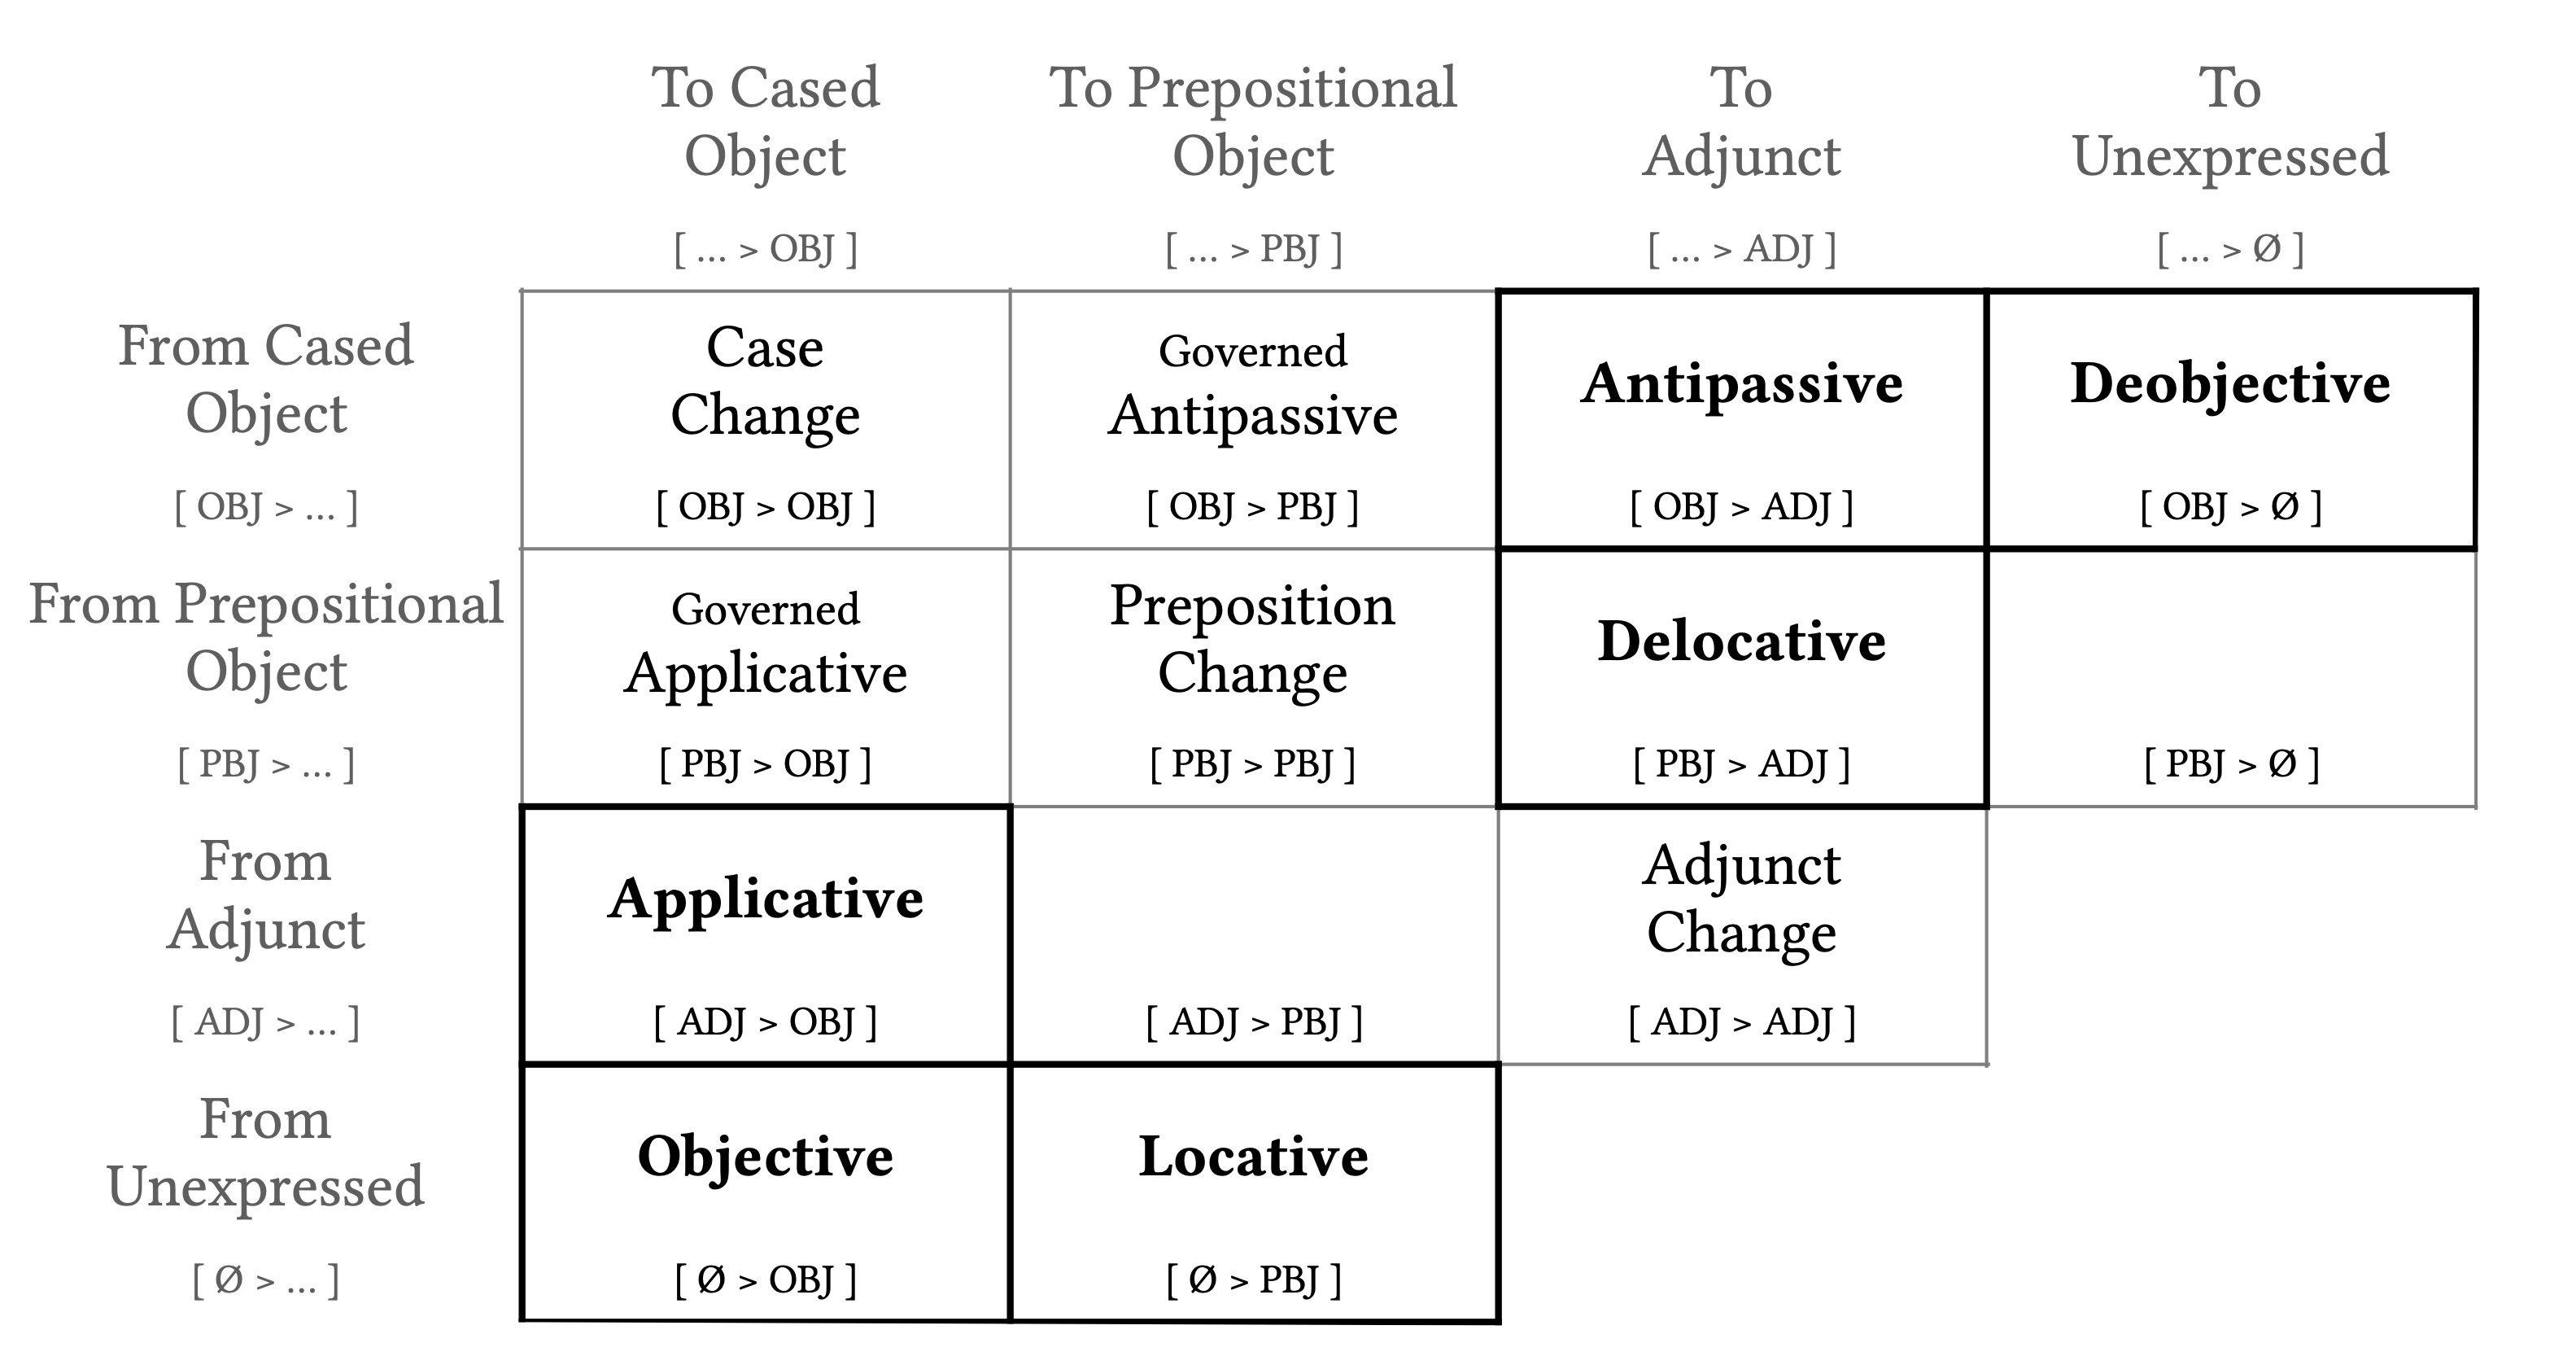 To Cased
Object
[ ... > OBJ ]
To Prepositional
Object
[ ... > PBJ ]
To
Adjunct
[ ... > ADJ ]
To
Unexpressed
[ ... > Ø ]
From Cased
Object
[ OBJ > ... ]
Case
Change
[ OBJ > OBJ ]
Governed
Antipassive
[ OBJ > PBJ ]
Antipassive
[ OBJ > ADJ ]
Deobjective
[ OBJ > Ø ]
From Prepositional
Object
[ PBJ > ... ]
Governed
Applicative
[ PBJ > OBJ ]
Preposition
Change
[ PBJ > PBJ ]
Delocative
[ PBJ > ADJ ]
[ PBJ > Ø ]
From
Adjunct
[ ADJ > ... ]
Applicative
[ ADJ > OBJ ]
[ ADJ > PBJ ]
Adjunct
Change
[ ADJ > ADJ ]
From
Unexpressed
[ Ø > ... ]
Objective
[ Ø > OBJ ]
Locative
[ Ø > PBJ ]